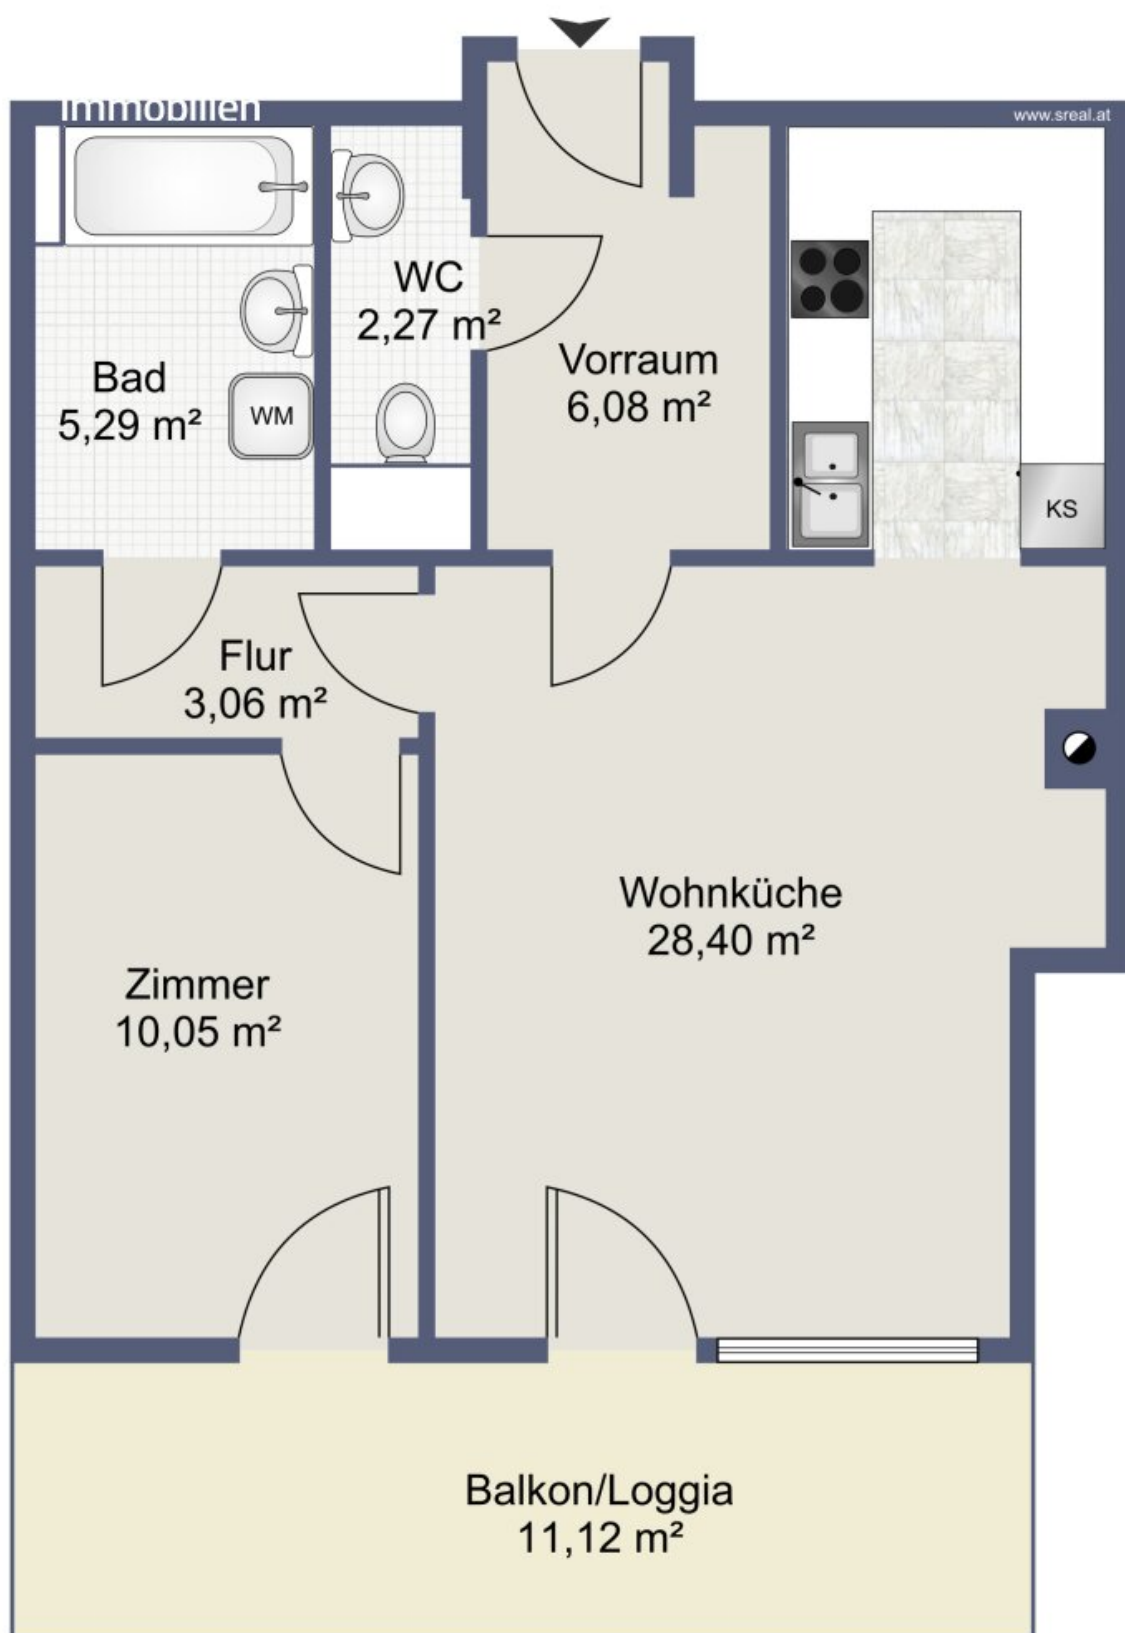 Immobilien
www.sreal.at
WC
2,27 m²
Vorraum
6,08 m²
Bad
5,29 m²
WM
KS
Flur
3,06 m²
Wohnküche
28,40 m²
Zimmer
10,05 m²
Balkon/Loggia
11,12 m²